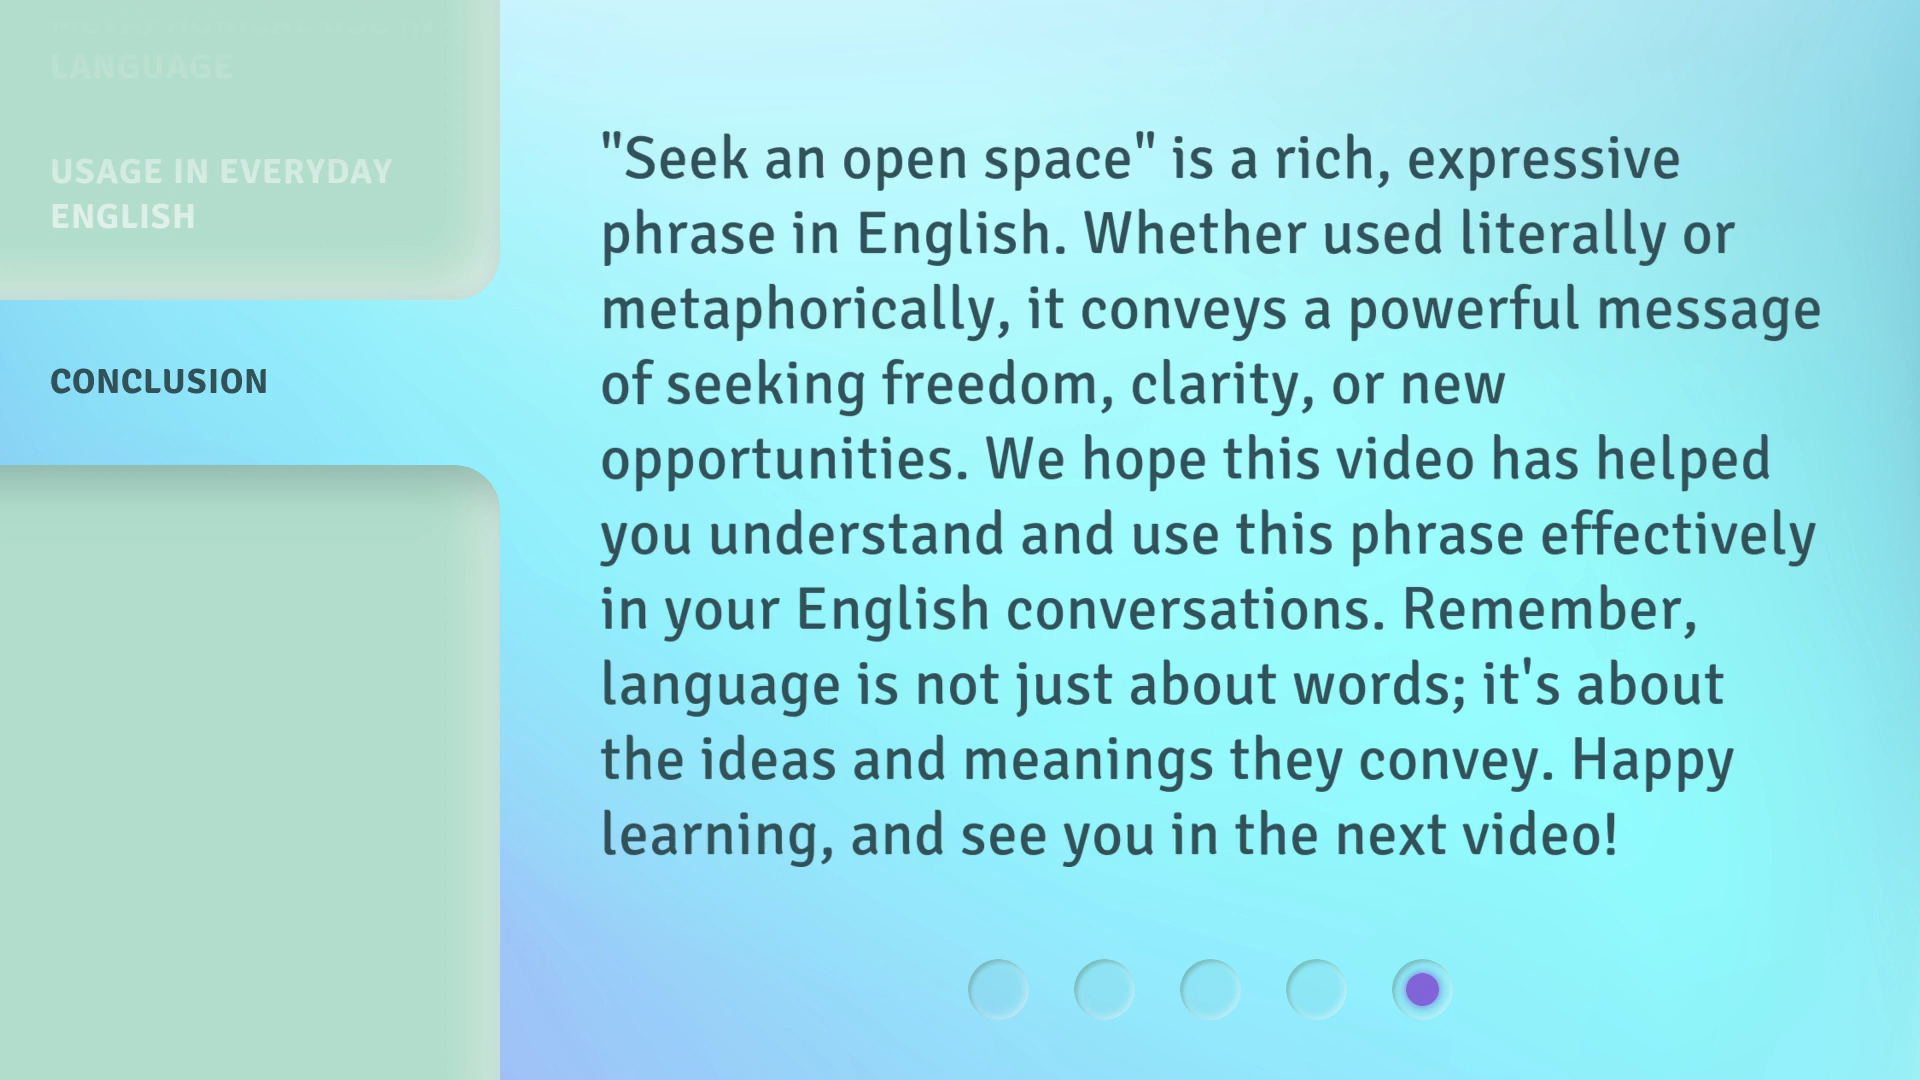 LANGUAGE
USAGE IN EVERYDAY
ENGLISH
CONCLUSION
"Seek an open space" is a rich, expressive
phrase in English. Whether used literally or
metaphorically, it conveys a powerful message
of seeking freedom, clarity, or new
opportunities. We hope this video has helped
you understand and use this phrase effectively
in your English conversations. Remember,
language is not just about words; it's about
the ideas and meanings they convey. Happy
learning, and see you in the next video!